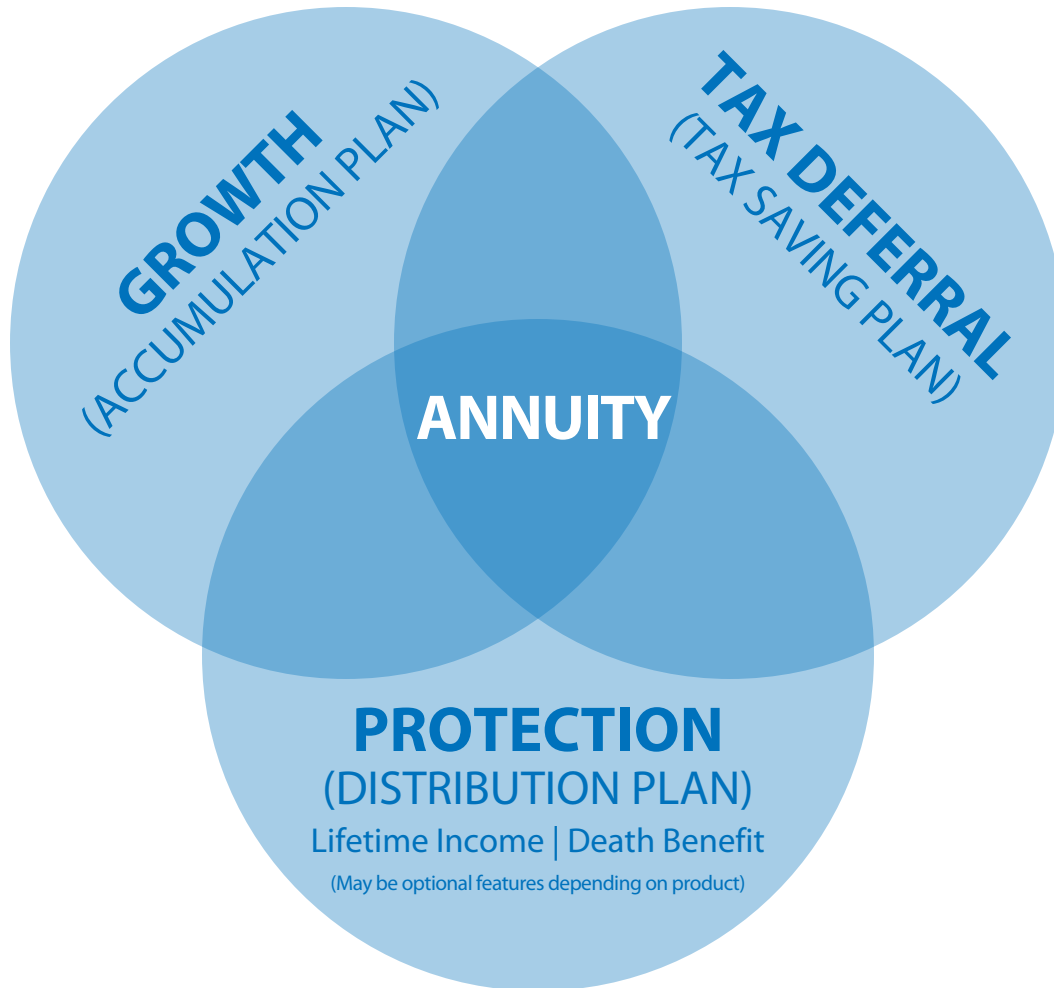 GROWTH
(ACCUMULATION PLAN)
TAX DEFERRAL
(TAX SAVING PLAN)
ANNUITY
PROTECTION
(DISTRIBUTION PLAN)
Lifetime Income | Death Benefit
(May be optional features depending on product)